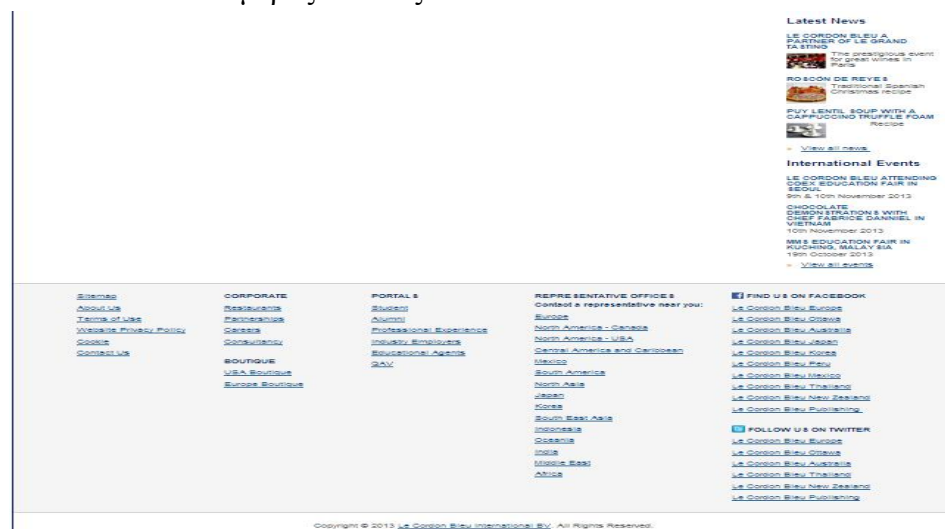 Latest News
LE CORDON BLEU A
PARTNER OF LE GRAND
TASTING
The prestigious event
for great wines in
Paris
ROSCÓN DE REYES
Traditional Spanish
Christmas recipe
PUY LENTIL SOUP WITH A
CAPPUCCINO TRUFFLE FOAM
Recipe
View all news
International Events
LE CORDON BLEU ATTENDING
COEX EDUCATION FAIR IN
SEOUL
9th & 10th November 2013
CHOCOLATE
DEMONSTRATIONS WITH
CHEF FABRICE DANNIEL IN
VIETNAM
10th November 2013
MMS EDUCATION FAIR IN
KUCHING, MALAYSIA
19th October 2013
View all events
Sitemap
About Us
Terms of Use
Website Privacy Policy
Cookie
Contact Us
CORPORATE
Restaurants
Partnerships
Careers
Consultancy
BOUTIQUE
USA Boutique
Europe Boutique
PORTALS
Student
Alumni
Professional Experience
Industry Employers
Educational Agents
REPRESENTATIVE OFFICES
Contact a representative near you:
Europe
North America - Canada
North America - USA
Central America and Caribbean
Mexico
South America
North Asia
Japan
Korea
South East Asia
Indonesia
Oceania
India
Middle East
Africa
FIND US ON FACEBOOK
Le Cordon Bleu Europe
Le Cordon Bleu Ottawa
Le Cordon Bleu Australia
Le Cordon Bleu Japan
Le Cordon Bleu Korea
Le Cordon Bleu Peru
Le Cordon Bleu Mexico
Le Cordon Bleu Thailand
Le Cordon Bleu New Zealand
Le Cordon Bleu Publishing
FOLLOW US ON TWITTER
Le Cordon Bleu Europe
Le Cordon Bleu Ottawa
Le Cordon Bleu Australia
Le Cordon Bleu Thailand
Le Cordon Bleu New Zealand
Le Cordon Bleu Publishing
Copyright © 2013 Le Cordon Bleu International BV. All Rights Reserved.